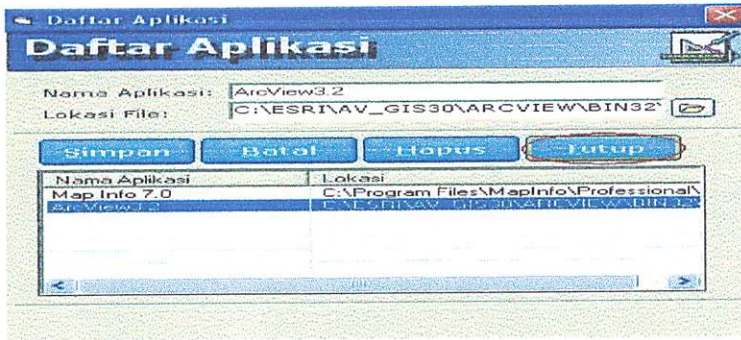 Daftar Aplikasi
Daftar Aplikasi
Nama Aplikasi: ArcView3.2
Lokasi File: C:\ESRI\AV_GIS30\ARCVIEW\BIN32\
Simpan Batal Hapus Tutup
Nama Aplikasi Lokasi
Map Info 7.0 C:\Program Files\MapInfo\Professional\
ArcView3.2 C:\ESRI\AV_GIS30\ARCVIEW\BIN32\